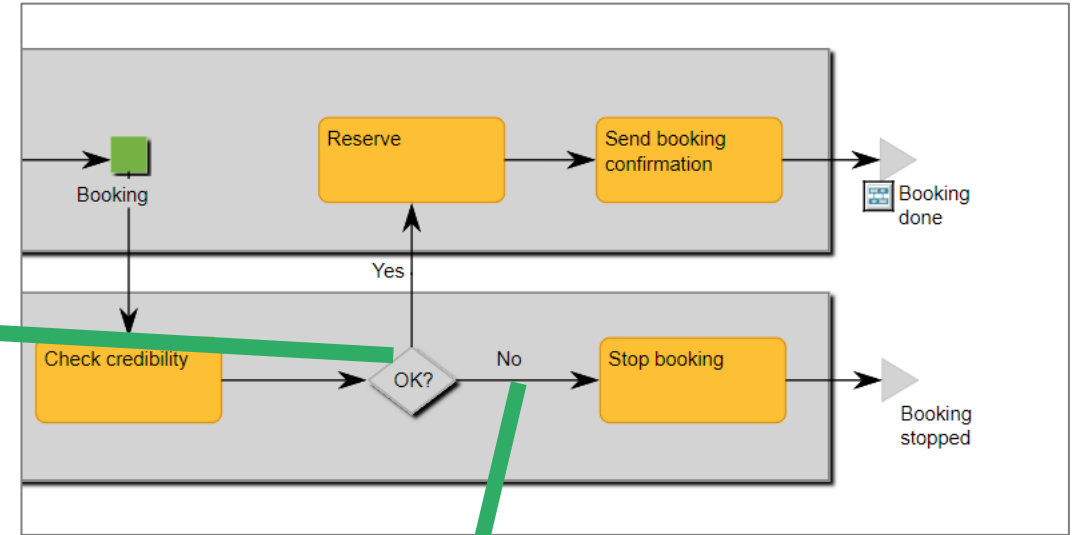 Reserve
Send booking
confirmation
Booking
Booking
done
Yes
Check credibility
OK?
No
Stop booking
Booking
stopped